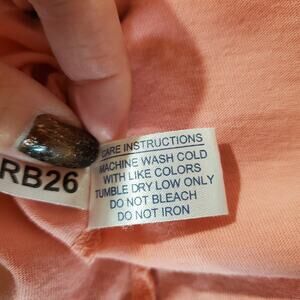 CARE INSTRUCTIONS
MACHINE WASH COLD
WITH LIKE COLORS
TUMBLE DRY LOW ONLY
DO NOT BLEACH
DO NOT IRON
RB26